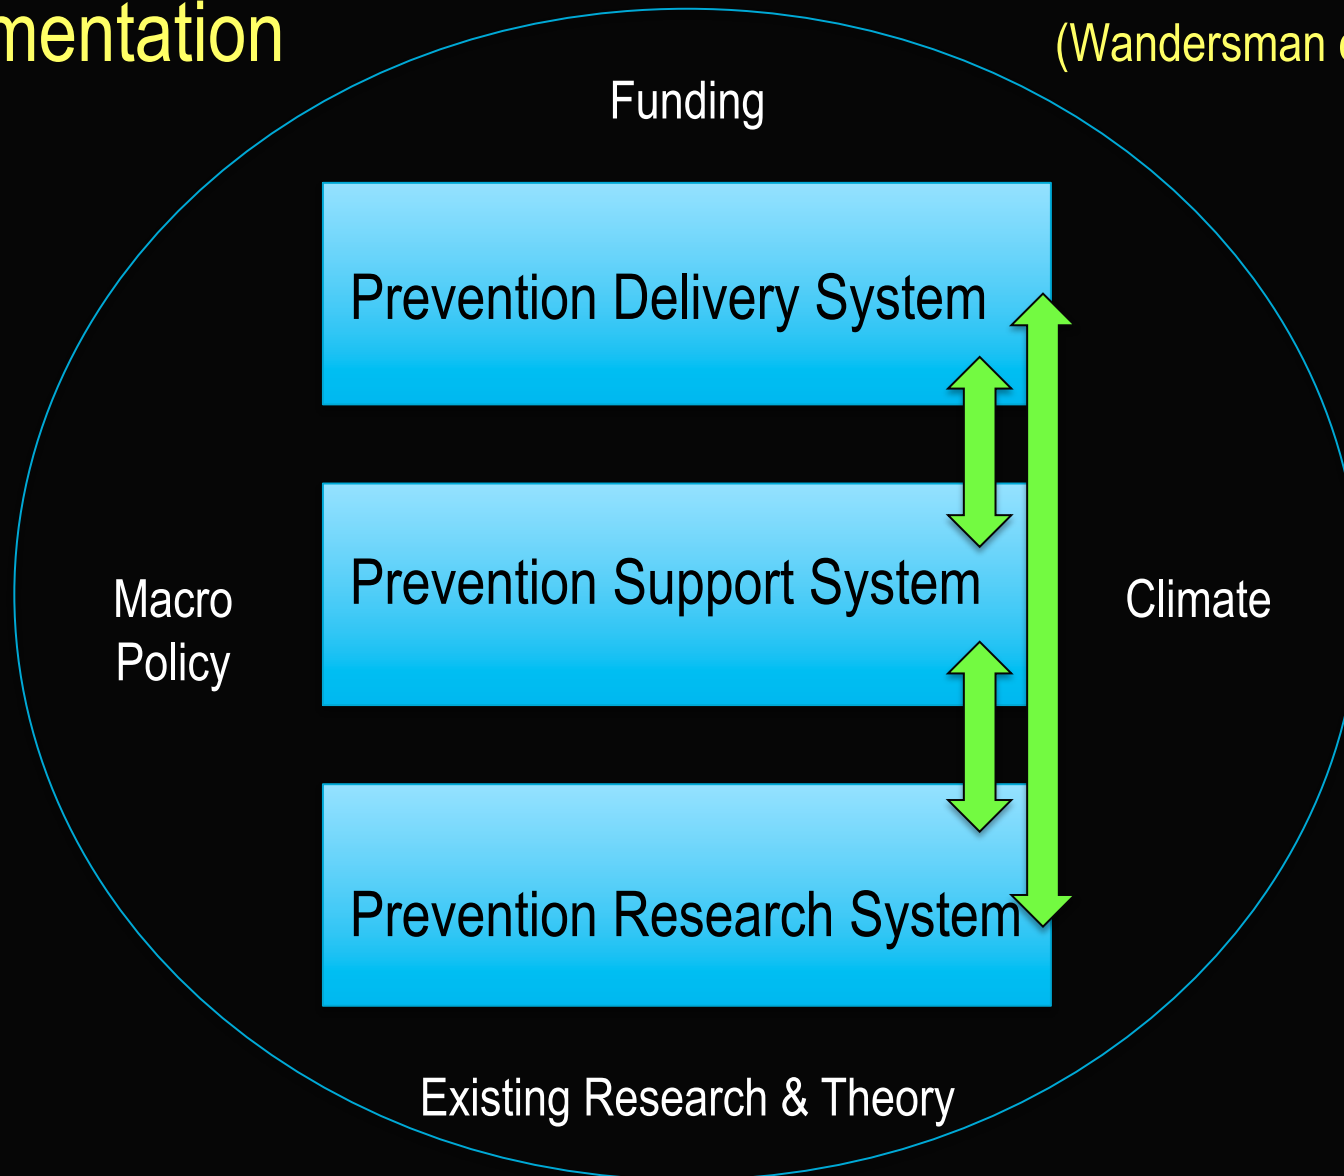 mentation
(Wandersman
Funding
Prevention Delivery System
Prevention Support System
Macro
Policy
Climate
Prevention Research System
Existing Research & Theory